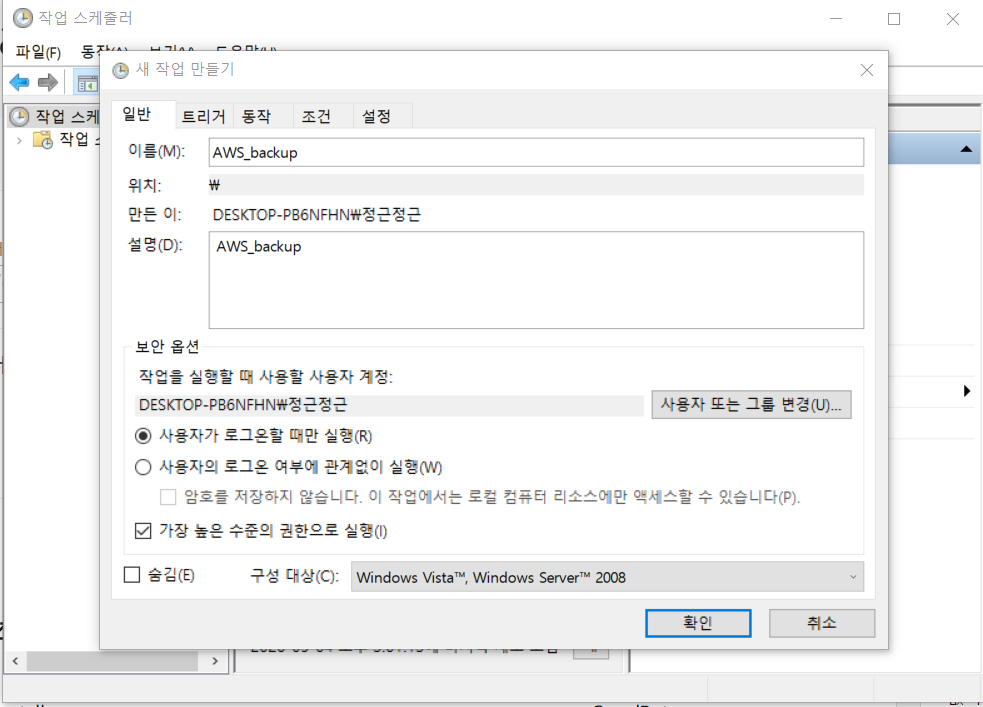 작업 스케줄러
파일(F)
새 작업 만들기
일반 트리거 동작 조건 설정
작업 스케
작업
이름(M): AWS_backup
위치: ₩
만든 이: DESKTOP-PB6NFHN₩정근정근
설명(D): AWS_backup
보안 옵션
작업을 실행할 때 사용할 사용자 계정:
DESKTOP-PB6NFHN₩정근정근 사용자 또는 그룹 변경(U)...
사용자가 로그온할 때만 실행(R)
사용자의 로그온 여부에 관계없이 실행(W)
암호를 저장하지 않습니다. 이 작업에서는 로컬 컴퓨터 리소스에만 액세스할 수 있습니다(P).
가장 높은 수준의 권한으로 실행(I)
숨김(E) 구성 대상(C): Windows Vista™, Windows Server™ 2008
확인 취소